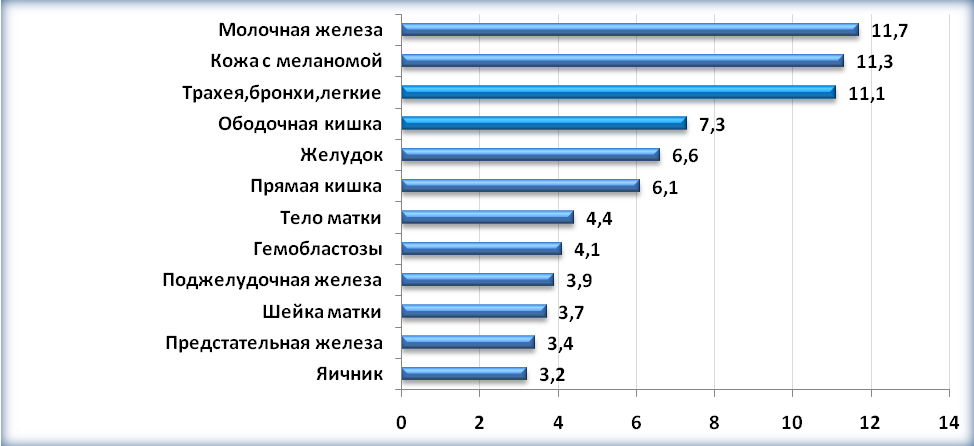 Молочная железа 11,7
Кожа с меланомой 11,3
Трахея,бронхи,легкие 11,1
Ободочная кишка 7,3
Желудок 6,6
Прямая кишка 6,1
Тело матки 4,4
Гемобластозы 4,1
Поджелудочная железа 3,9
Шейка матки 3,7
Предстательная железа 3,4
Яичник 3,2
0 2 4 6 8 10 12 14